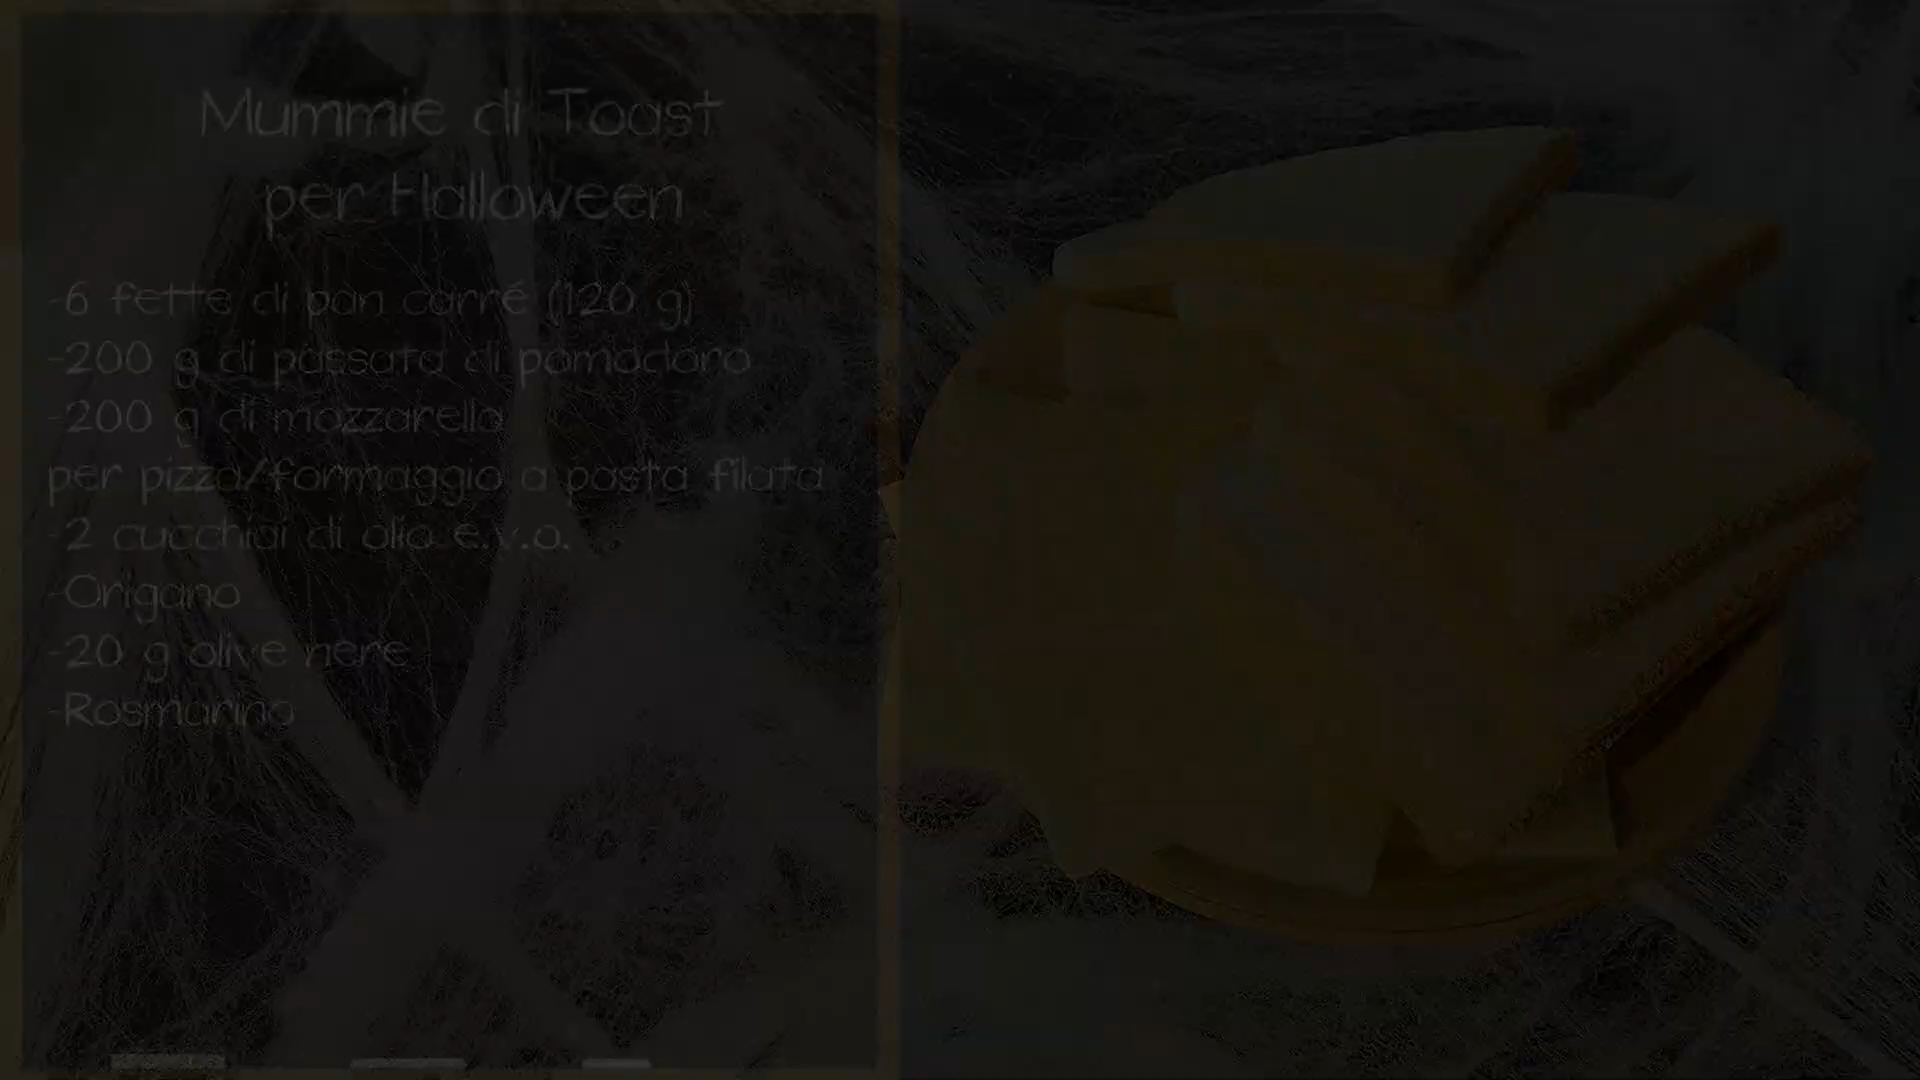 Mummie di Toast
per Halloween
-6 fette di pan carré (120 g)
-200 g di passata di pomodoro
-200 g di mozzarella
per pizza/formaggio a pasta filata
-2 cucchiai di olio e.v.o.
-Origano
-20 g olive nere
-Rosmarino